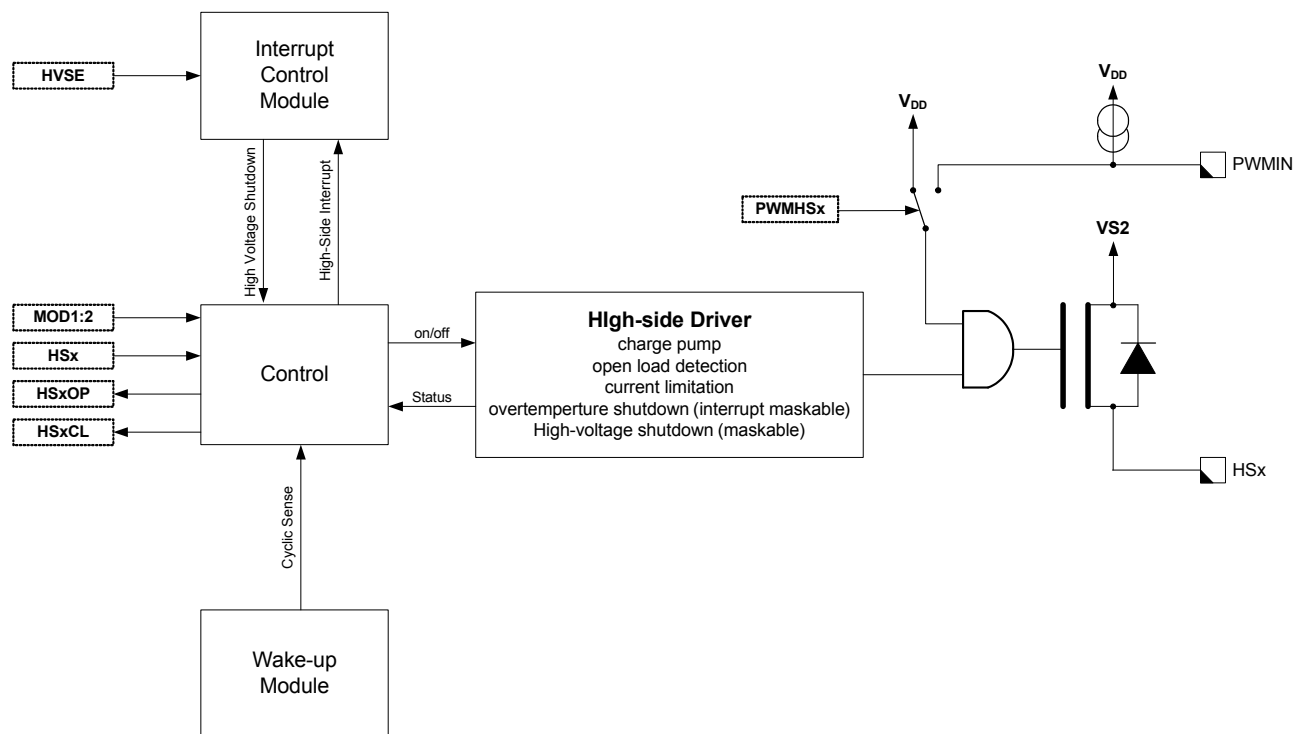 Interrupt
Control
Module
HVSE
High Voltage Shutdown
High-Side Interrupt
VDD
VDD
PWMIN
PWMHSx
VS2
MOD1:2
HSx
HSxOP
HSxCL
Control
on/off
Status
HIgh-side Driver
charge pump
open load detection
current limitation
overtemperture shutdown (interrupt maskable)
High-voltage shutdown (maskable)
HSx
Cyclic Sense
Wake-up
Module